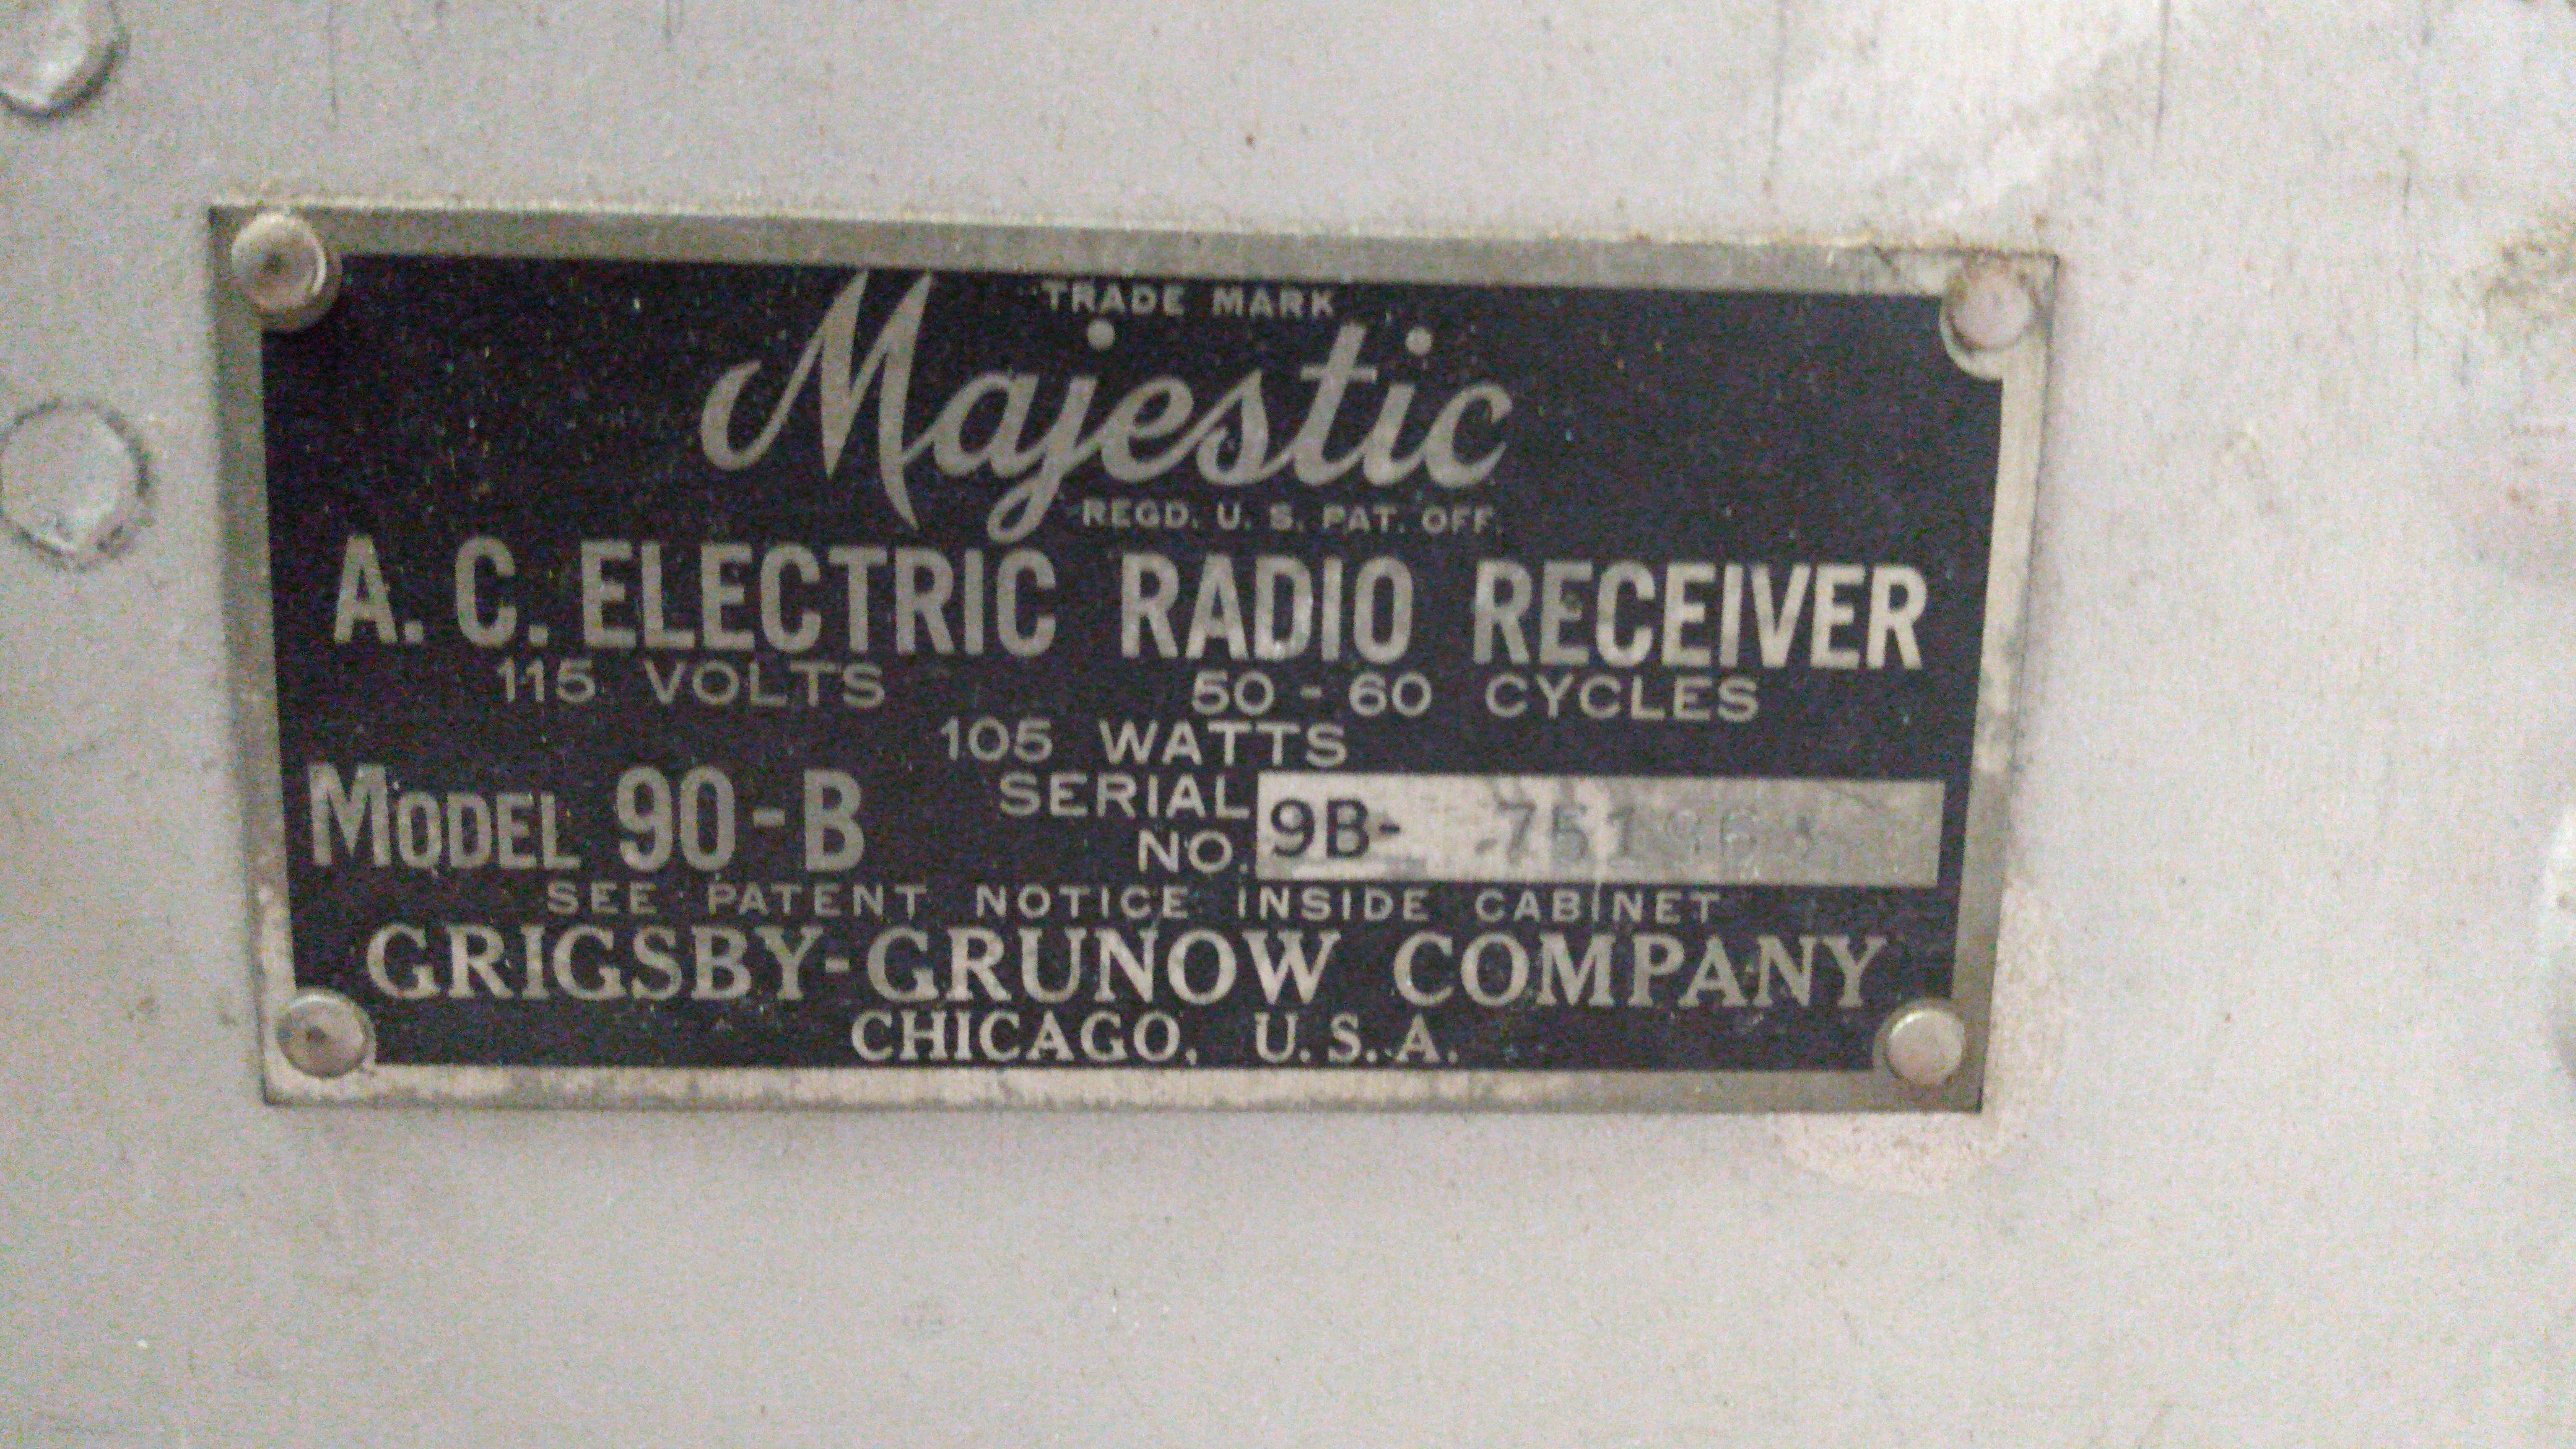 TRADE MARK
Majestic
REGD. U. S. PAT. OFF.
A. C. ELECTRIC RADIO RECEIVER
115 VOLTS 50 - 60 CYCLES
105 WATTS
MODEL 90-B
SERIAL NO. 9B-
SEE PATENT NOTICE INSIDE CABINET
GRIGSBY-GRUNOW COMPANY
CHICAGO, U.S.A.